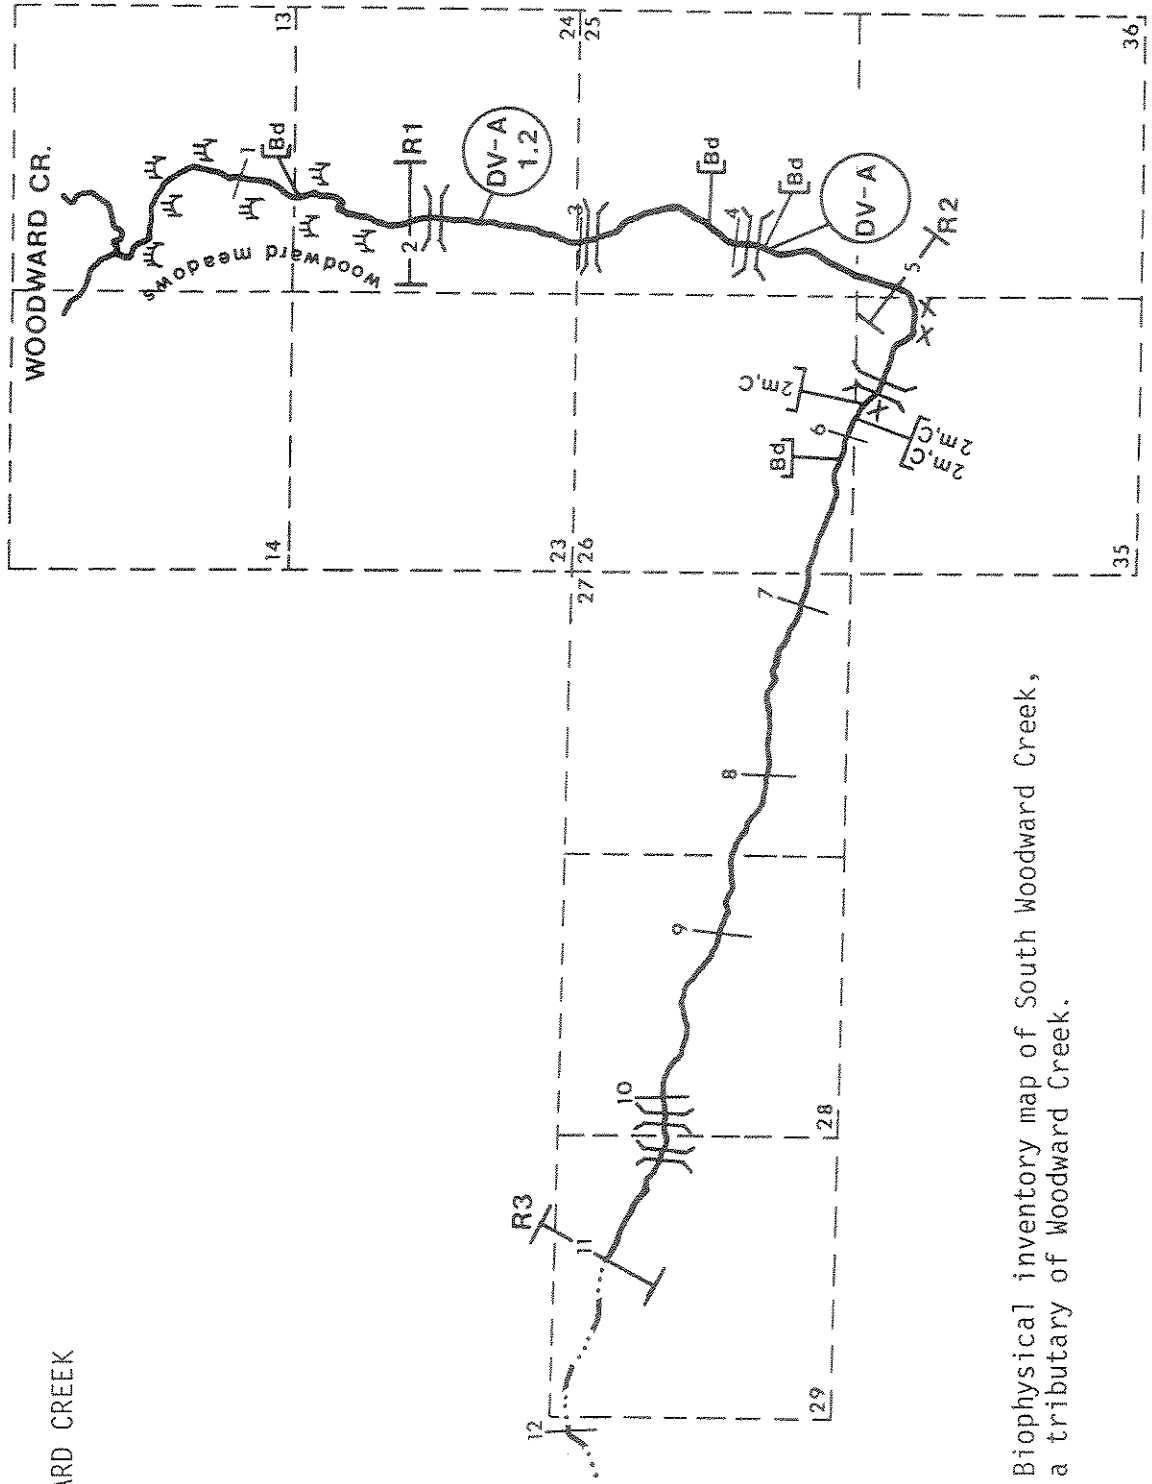 ARD CREEK
WOODWARD CR.
Woodward meadows
13
14
24
25
23
26
27
28
29
35
36
1
2
3
4
5
6
7
8
9
10
11
12
R1
R2
R3
[Bd
[Bd
[Bd
[Bd
DV-A
1.2
DV-A
2m,C
2m,C
2m,C
Biophysical inventory map of South Woodward Creek,
a tributary of Woodward Creek.